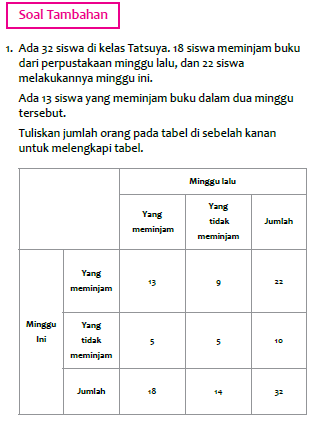 Soal Tambahan
1. Ada 32 siswa di kelas Tatsuya. 18 siswa meminjam buku
dari perpustakaan minggu lalu, dan 22 siswa
melakukannya minggu ini.
Ada 13 siswa yang meminjam buku dalam dua minggu
tersebut.
Tuliskan jumlah orang pada tabel di sebelah kanan
untuk melengkapi tabel.
Minggu lalu
Yang
meminjam
Yang
tidak
meminjam
Jumlah
Minggu
Ini
Yang
meminjam
13 9 22
Yang
tidak
meminjam
5 5 10
Jumlah 18 14 32